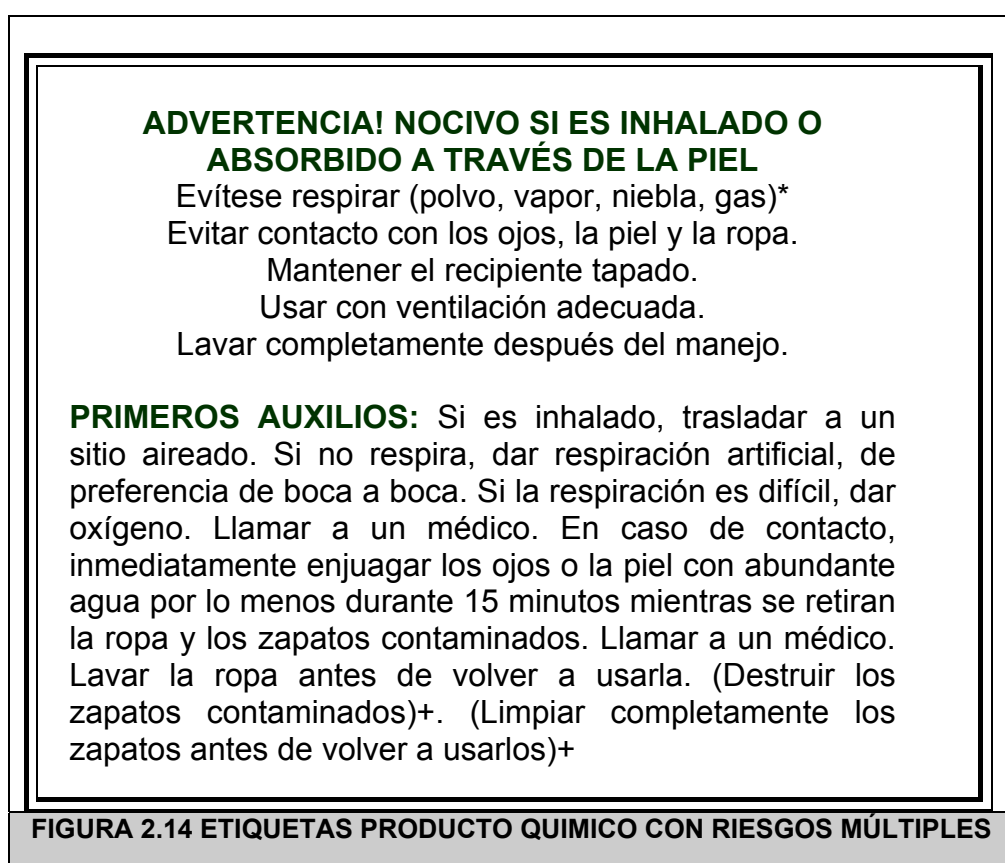 ADVERTENCIA! NOCIVO SI ES INHALADO O
ABSORBIDO A TRAVÉS DE LA PIEL
Evítese respirar (polvo, vapor, niebla, gas)*
Evitar contacto con los ojos, la piel y la ropa.
Mantener el recipiente tapado.
Usar con ventilación adecuada.
Lavar completamente después del manejo.
PRIMEROS AUXILIOS: Si es inhalado, trasladar a un
sitio aireado. Si no respira, dar respiración artificial, de
preferencia de boca a boca. Si la respiración es difícil, dar
oxígeno. Llamar a un médico. En caso de contacto,
inmediatamente enjuagar los ojos o la piel con abundante
agua por lo menos durante 15 minutos mientras se retiran
la ropa y los zapatos contaminados. Llamar a un médico.
Lavar la ropa antes de volver a usarla. (Destruir los
zapatos contaminados)+. (Limpiar completamente los
zapatos antes de volver a usarlos)+
FIGURA 2.14 ETIQUETAS PRODUCTO QUIMICO CON RIESGOS MÚLTIPLES